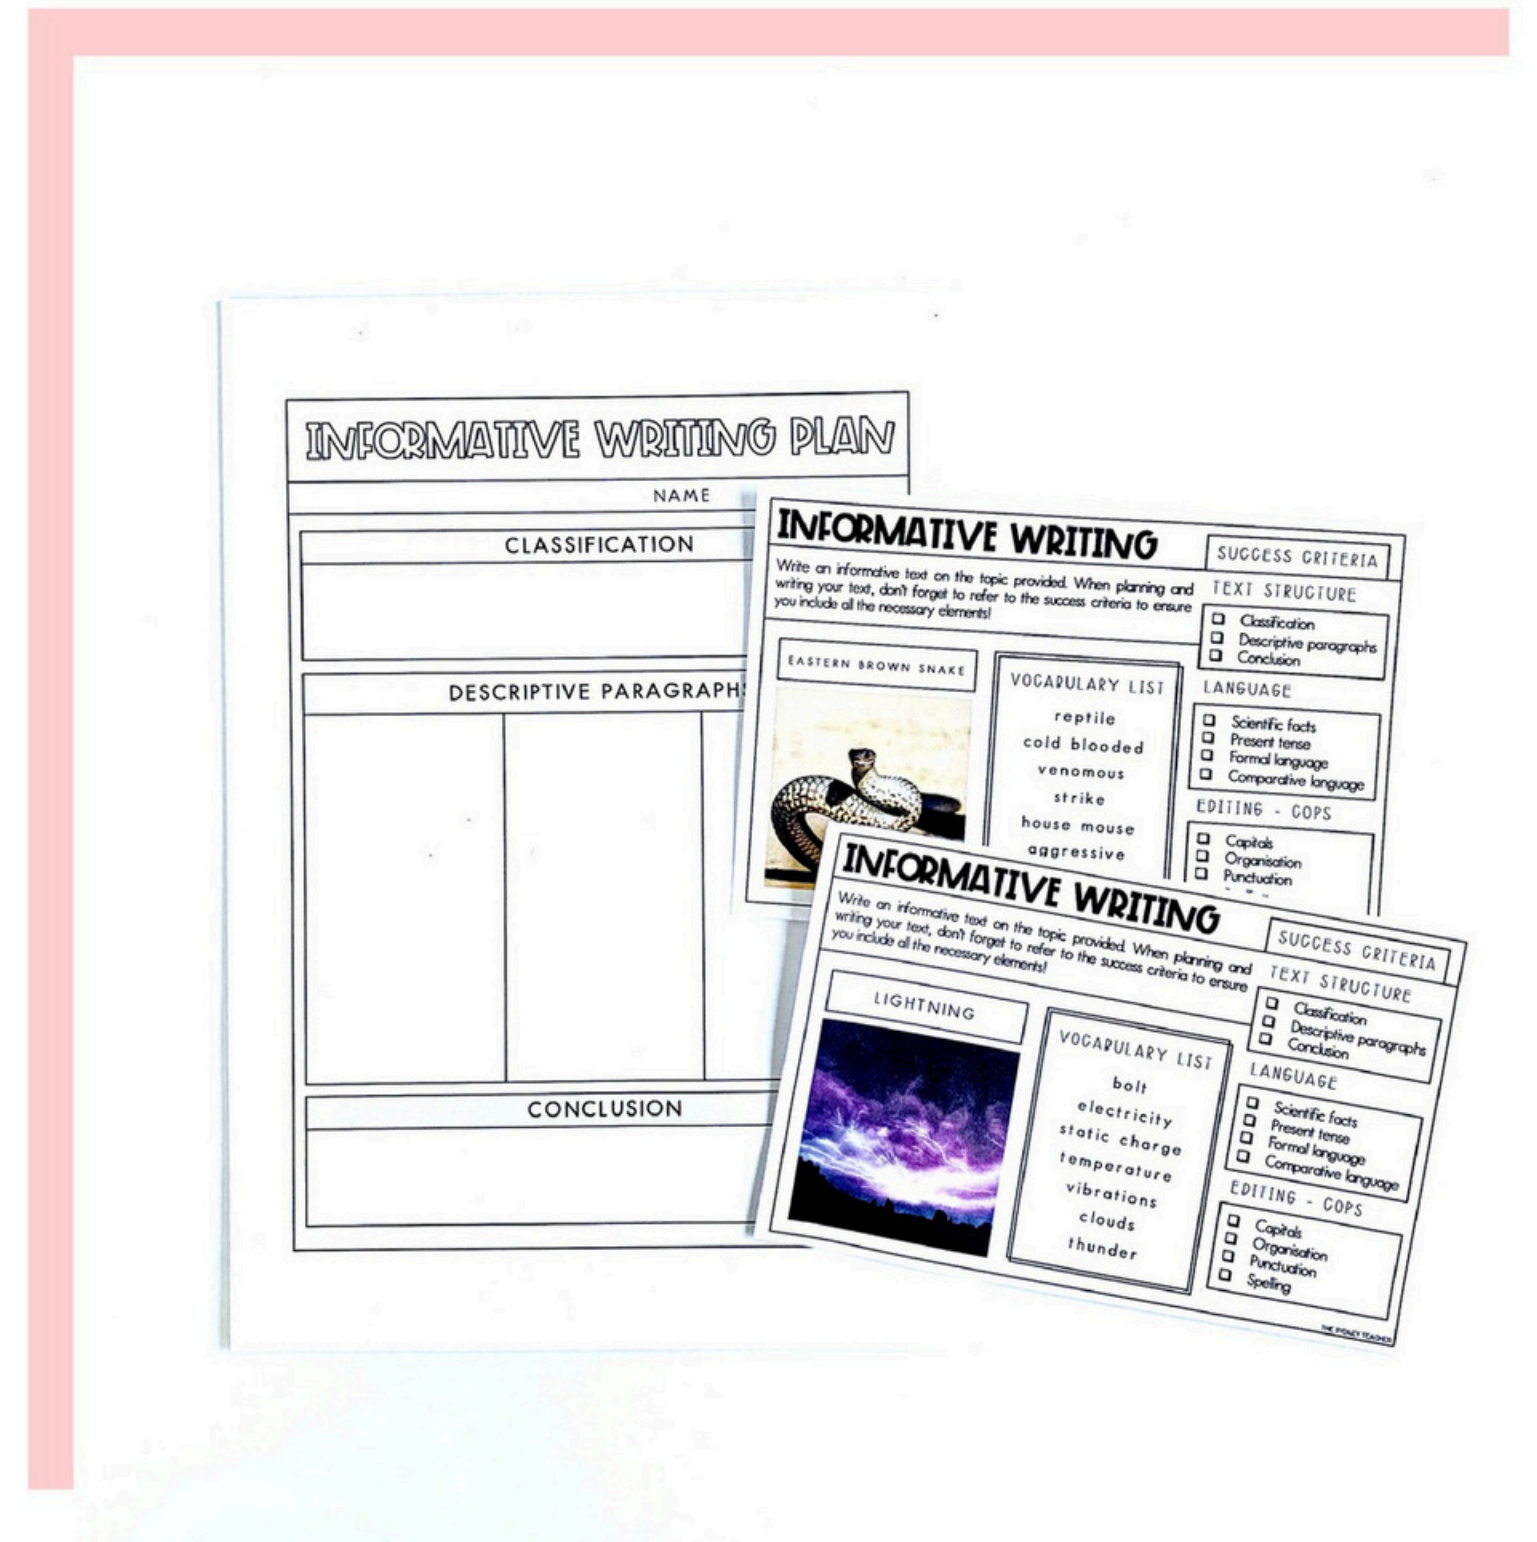 INFORMATIVE WRITING PLAN
NAME
CLASSIFICATION
DESCRIPTIVE PARAGRAPHS
CONCLUSION
INFORMATIVE WRITING
Write an informative text on the topic provided. When planning and
writing your text, don't forget to refer to the success criteria to ensure
you include all the necessary elements!
EASTERN BROWN SNAKE
VOCABULARY LIST
reptile
cold blooded
venomous
strike
house mouse
aggressive
SUCCESS CRITERIA
TEXT STRUCTURE
Classification
Descriptive paragraphs
Conclusion
LANGUAGE
Scientific facts
Present tense
Formal language
Comparative language
EDITING - COPS
Capitals
Organisation
Punctuation
INFORMATIVE WRITING
Write an informative text on the topic provided. When planning and
writing your text, don't forget to refer to the success criteria to ensure
you include all the necessary elements!
LIGHTNING
VOCABULARY LIST
bolt
electricity
static charge
temperature
vibrations
clouds
thunder
SUCCESS CRITERIA
TEXT STRUCTURE
Classification
Descriptive paragraphs
Conclusion
LANGUAGE
Scientific facts
Present tense
Formal language
Comparative language
EDITING - COPS
Capitals
Organisation
Punctuation
Spelling